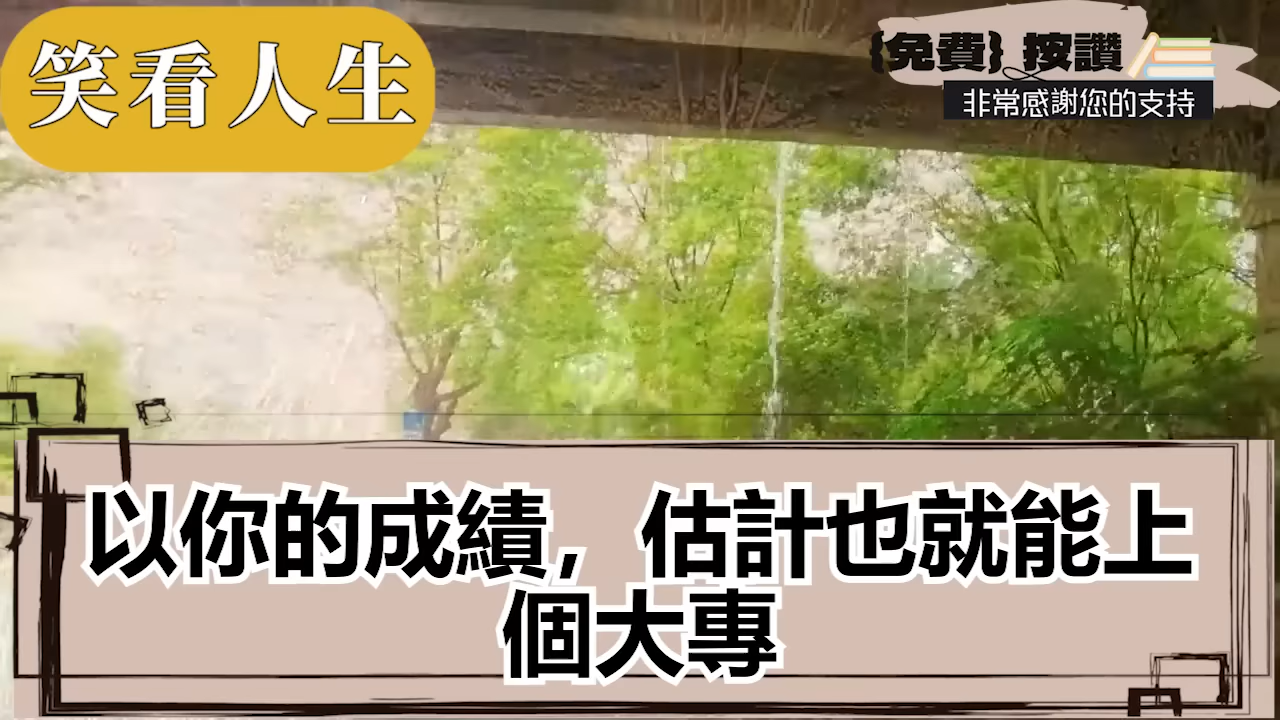 笑看人生
{免費} 按讚
非常感謝您的支持
以你的成績，估計也就能上
個大專